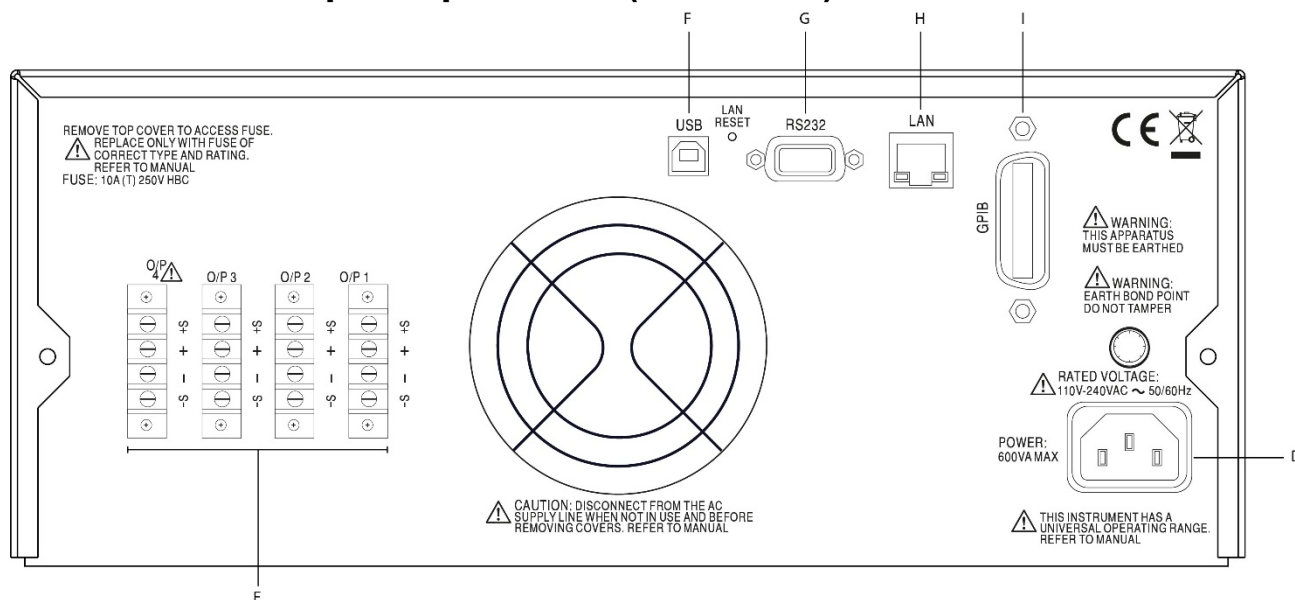 F
G
H
I
REMOVE TOP COVER TO ACCESS FUSE.
REPLACE ONLY WITH FUSE OF
CORRECT TYPE AND RATING.
REFER TO MANUAL
FUSE: 10A (T) 250V HBC
USB
LAN
RESET
RS232
LAN
GPIB
CE
WARNING:
THIS APPARATUS
MUST BE EARTHED
WARNING:
EARTH BOND POINT
DO NOT TAMPER
RATED VOLTAGE:
110V-240VAC ~ 50/60Hz
POWER:
600VA MAX
D
THIS INSTRUMENT HAS A
UNIVERSAL OPERATING RANGE.
REFER TO MANUAL
O/P
4
O/P 3
O/P 2
O/P 1
+S +S +S +S
+ + + +
- - - -
-S -S -S -S
CAUTION: DISCONNECT FROM THE AC
SUPPLY LINE WHEN NOT IN USE AND BEFORE
REMOVING COVERS. REFER TO MANUAL